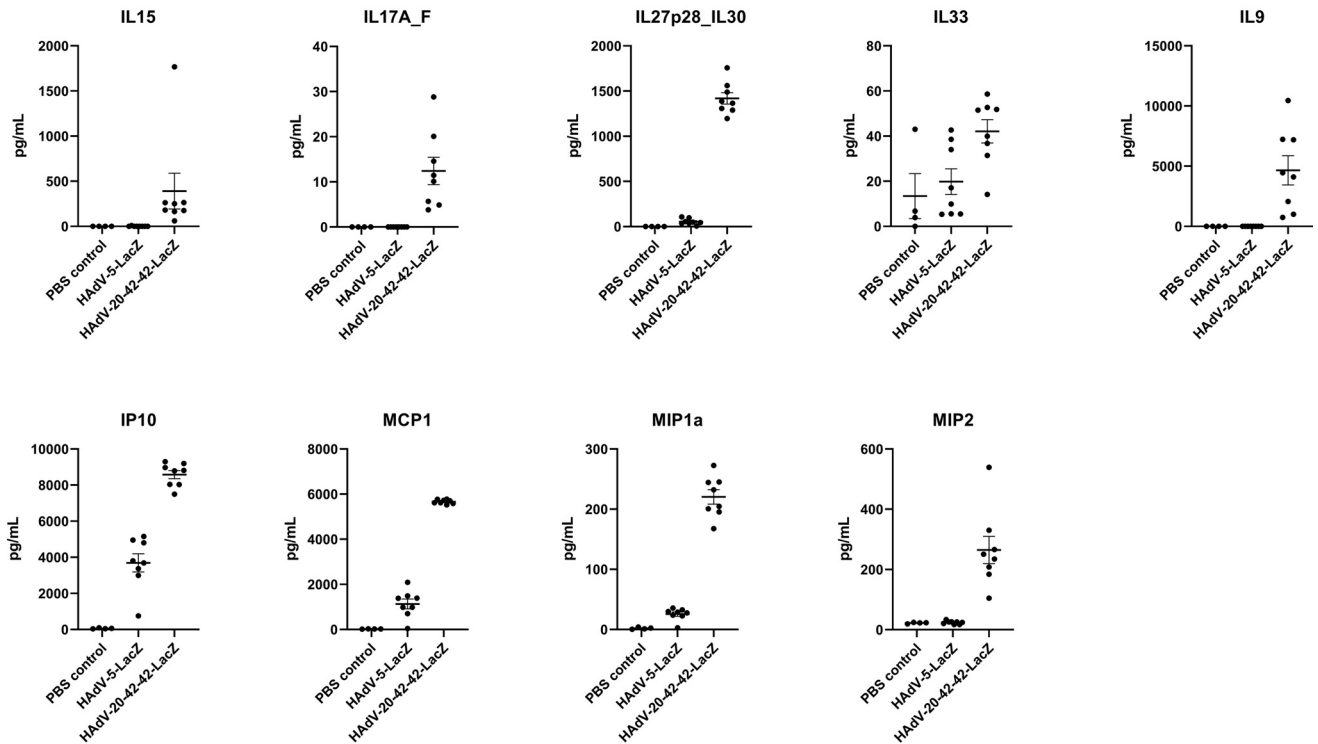 IL15
IL17A_F
IL27p28_IL30
IL33
IL9
pg/mL
2000
1500
1000
500
0
PBS control
HAdV-5-LacZ
HAdV-20-42-42-LacZ
pg/mL
40
30
20
10
0
PBS control
HAdV-5-LacZ
HAdV-20-42-42-LacZ
pg/mL
2000
1500
1000
500
0
PBS control
HAdV-5-LacZ
HAdV-20-42-42-LacZ
pg/mL
80
60
40
20
0
PBS control
HAdV-5-LacZ
HAdV-20-42-42-LacZ
pg/mL
15000
10000
5000
0
PBS control
HAdV-5-LacZ
HAdV-20-42-42-LacZ
IP10
MCP1
MIP1a
MIP2
pg/mL
10000
8000
6000
4000
2000
0
PBS control
HAdV-5-LacZ
HAdV-20-42-42-LacZ
pg/mL
8000
6000
4000
2000
0
PBS control
HAdV-5-LacZ
HAdV-20-42-42-LacZ
pg/mL
300
200
100
0
PBS control
HAdV-5-LacZ
HAdV-20-42-42-LacZ
pg/mL
600
400
200
0
PBS control
HAdV-5-LacZ
HAdV-20-42-42-LacZ